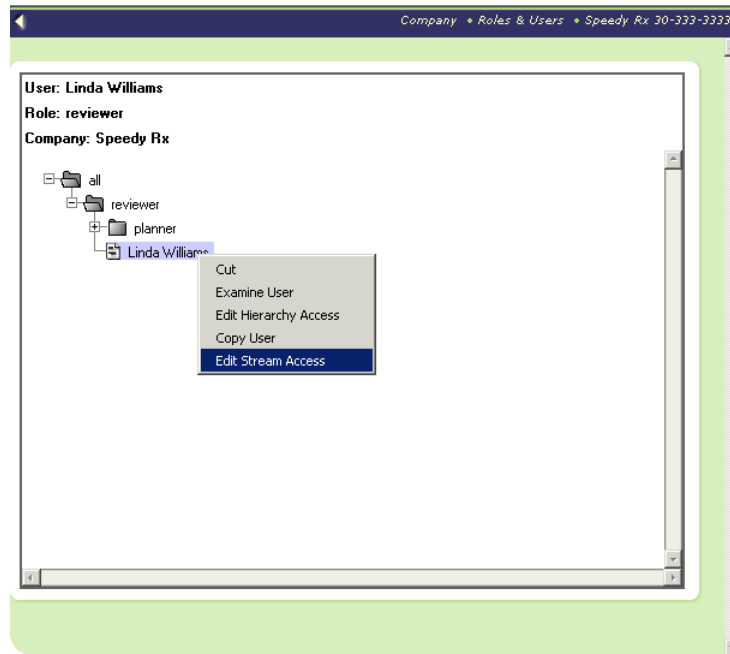 Company • Roles & Users • Speedy Rx 30-333-3333
User: Linda Williams
Role: reviewer
Company: Speedy Rx
all
reviewer
planner
Linda Williams
Cut
Examine User
Edit Hierarchy Access
Copy User
Edit Stream Access